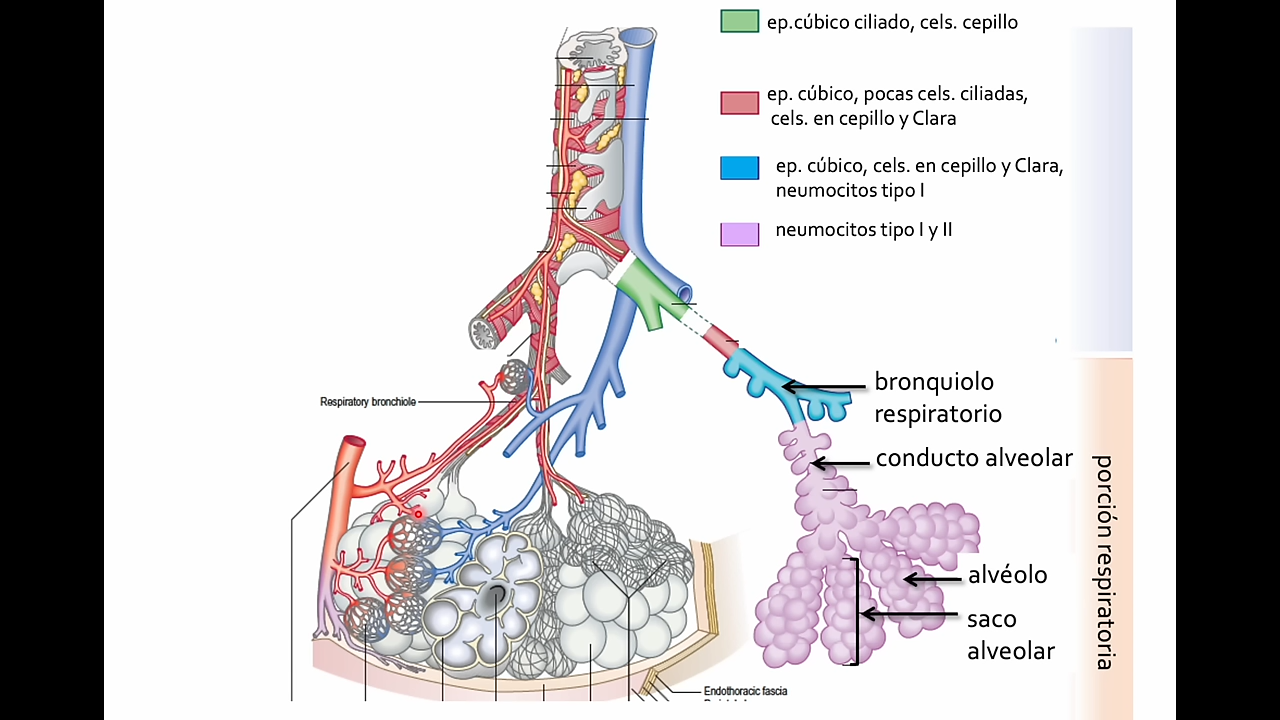 ep.cúbico ciliado, cels. cepillo
ep. cúbico, pocas cels. ciliadas,
cels. en cepillo y Clara
ep. cúbico, cels. en cepillo y Clara,
neumocitos tipo I
neumocitos tipo I y II
bronquiolo
respiratorio
Respiratory bronchiole
conducto alveolar
porción respiratoria
alvéolo
saco
alveolar
Endothoracic fascia